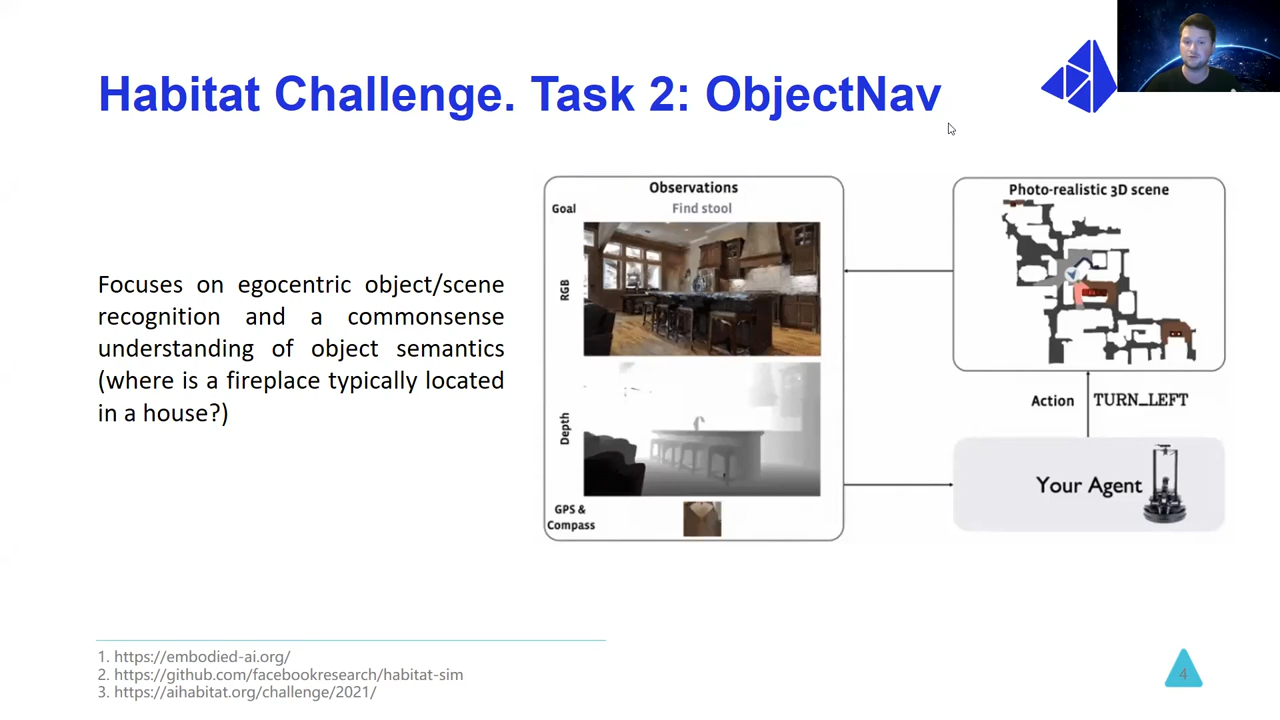 Habitat Challenge. Task 2: ObjectNav
Focuses on egocentric object/scene
recognition and a commonsense
understanding of object semantics
(where is a fireplace typically located
in a house?)
Observations
Goal
Find stool
RGB
Depth
GPS &
Compass
Photo-realistic 3D scene
Action
TURN_LEFT
Your Agent
1. https://embodied-ai.org/
2. https://github.com/facebookresearch/habitat-sim
3. https://aihabitat.org/challenge/2021/
4